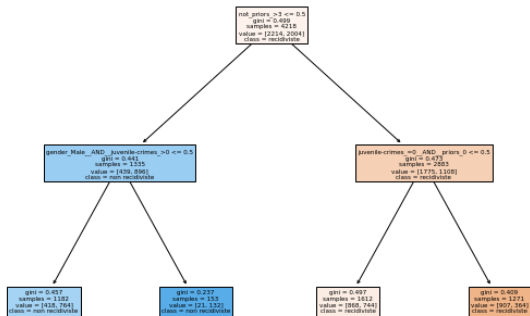 not_priors_>3 <= 0.5
gini = 0.499
samples = 4218
value = [2214, 2004]
class = recidiviste
gender_Male__AND__juvenile-crimes_>0 <= 0.5
gini = 0.441
samples = 1335
value = [439, 896]
class = non recidiviste
juvenile-crimes_=0__AND__priors_0 <= 0.5
gini = 0.473
samples = 2883
value = [1775, 1108]
class = recidiviste
gini = 0.457
samples = 1182
value = [418, 764]
class = non recidiviste
gini = 0.237
samples = 153
value = [21, 132]
class = non recidiviste
gini = 0.497
samples = 1612
value = [868, 744]
class = recidiviste
gini = 0.409
samples = 1271
value = [907, 364]
class = recidiviste